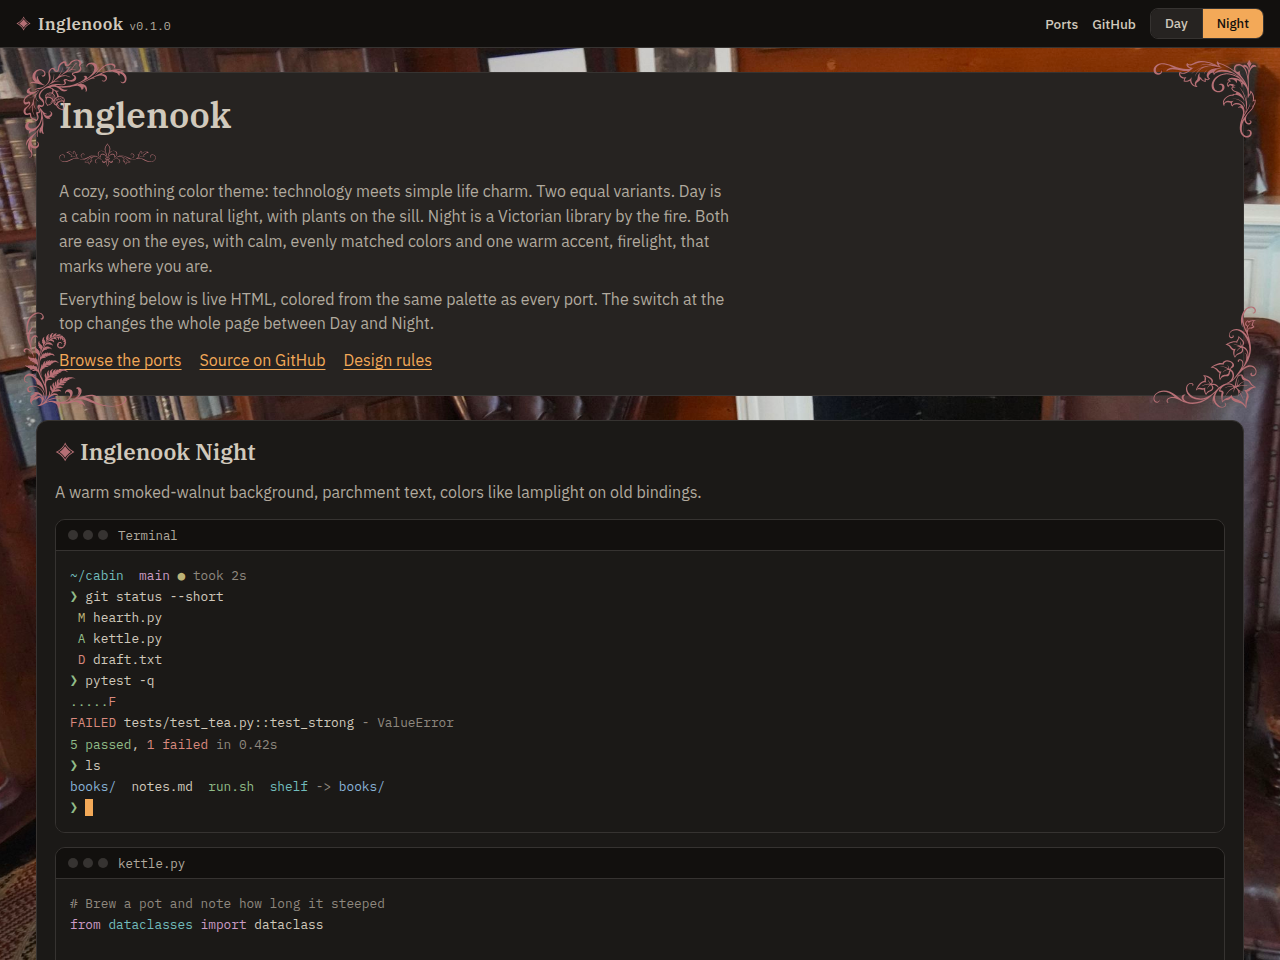 Inglenook v0.1.0
Ports GitHub Day Night
Inglenook
A cozy, soothing color theme: technology meets simple life charm. Two equal variants. Day is
a cabin room in natural light, with plants on the sill. Night is a Victorian library by the fire. Both
are easy on the eyes, with calm, evenly matched colors and one warm accent, firelight, that
marks where you are.
Everything below is live HTML, colored from the same palette as every port. The switch at the
top changes the whole page between Day and Night.
Browse the ports Source on GitHub Design rules
Inglenook Night
A warm smoked-walnut background, parchment text, colors like lamplight on old bindings.
Terminal
~/cabin main ● took 2s
❯ git status --short
M hearth.py
A kettle.py
D draft.txt
❯ pytest -q
.....F
FAILED tests/test_tea.py::test_strong - ValueError
5 passed, 1 failed in 0.42s
❯ ls
books/ notes.md run.sh shelf -> books/
❯
kettle.py
# Brew a pot and note how long it steeped
from dataclasses import dataclass